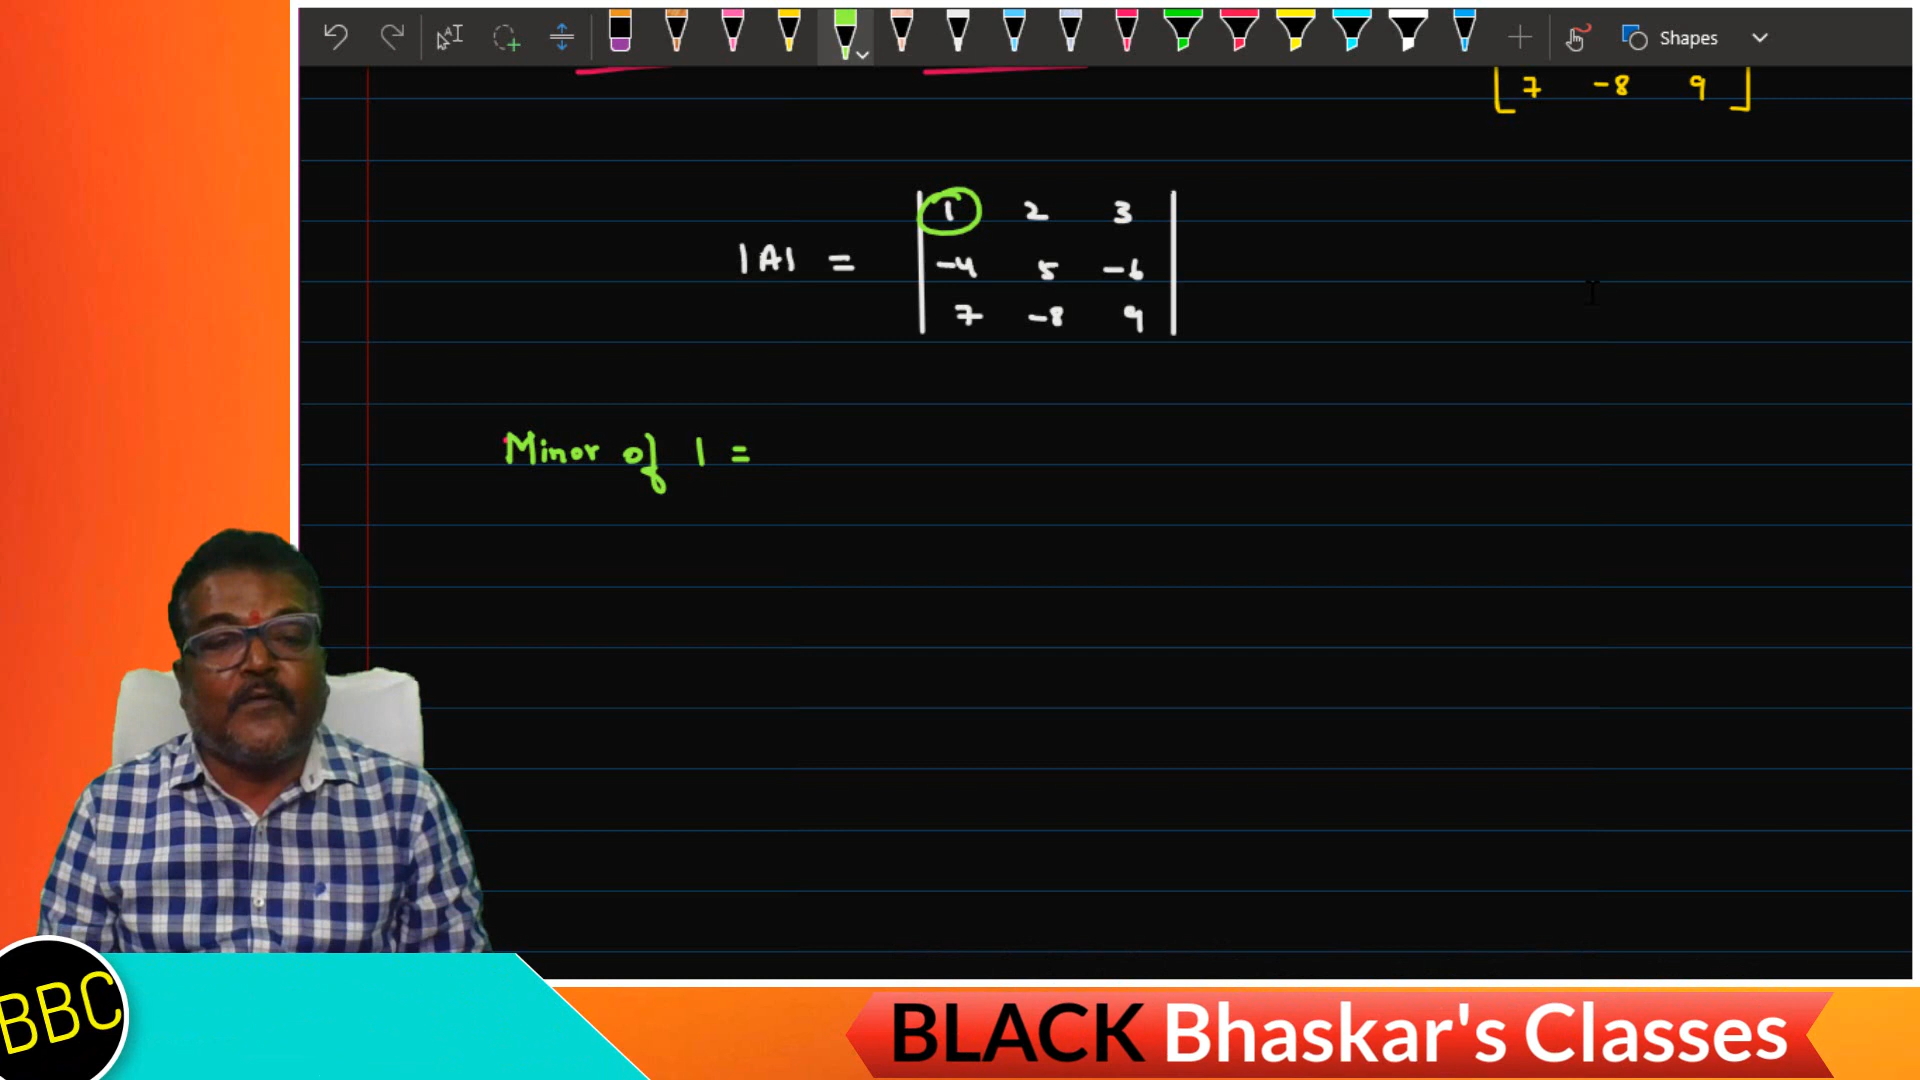 Shapes
7 -8 9
1 2 3
|A| = -4 5 -6
7 -8 9
Minor of 1 =
BBC
BLACK Bhaskar's Classes